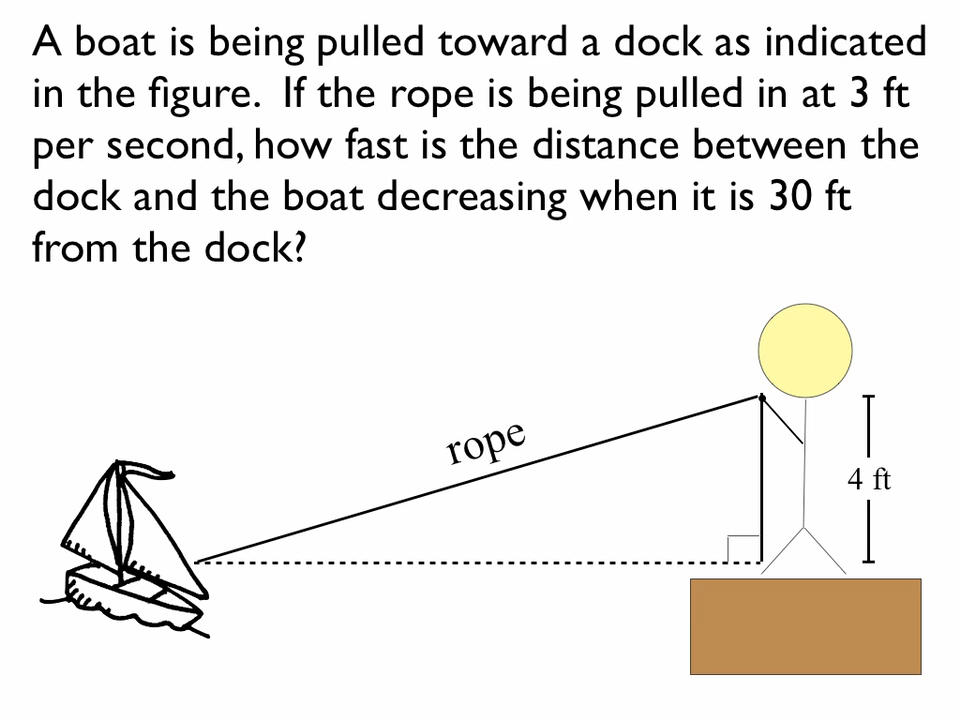 A boat is being pulled toward a dock as indicated
in the figure.  If the rope is being pulled in at 3 ft
per second, how fast is the distance between the
dock and the boat decreasing when it is 30 ft
from the dock?
rope
4 ft